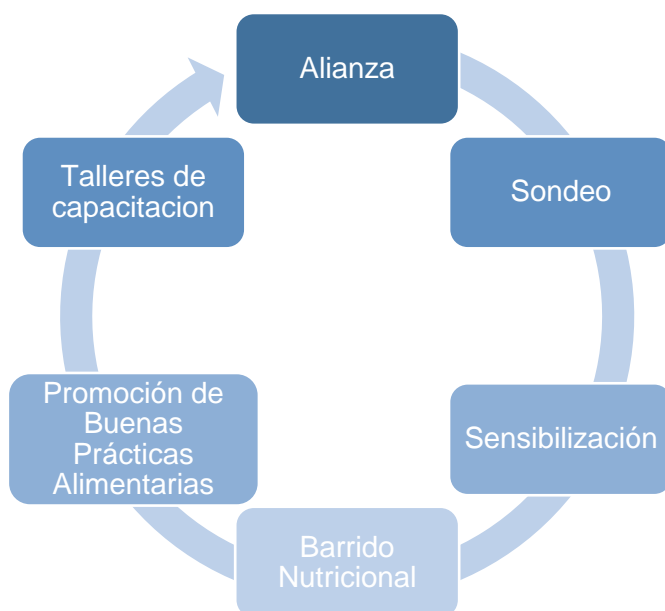 Alianza
Sondeo
Sensibilización
Barrido
Nutricional
Promoción de
Buenas
Prácticas
Alimentarias
Talleres de
capacitacion